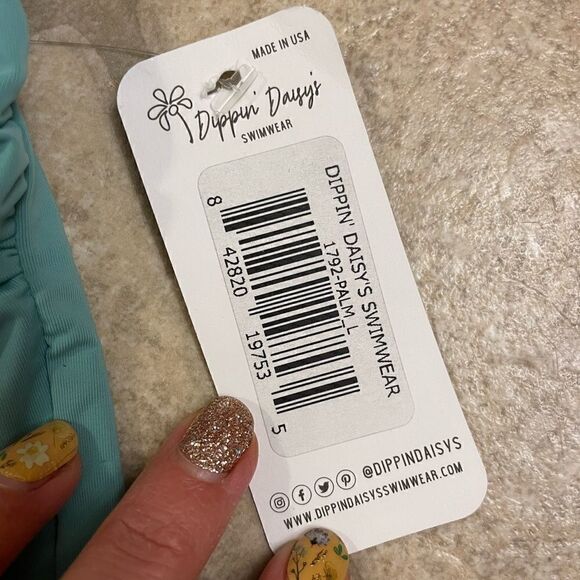 MADE IN USA
Dippin' Daisy's
SWIMWEAR
DIPPIN' DAISY'S SWIMWEAR
1792-PALM_L
8 42820 19753 5
@DIPPINDAISYS
WWW.DIPPINDAISYSSWIMWEAR.COM